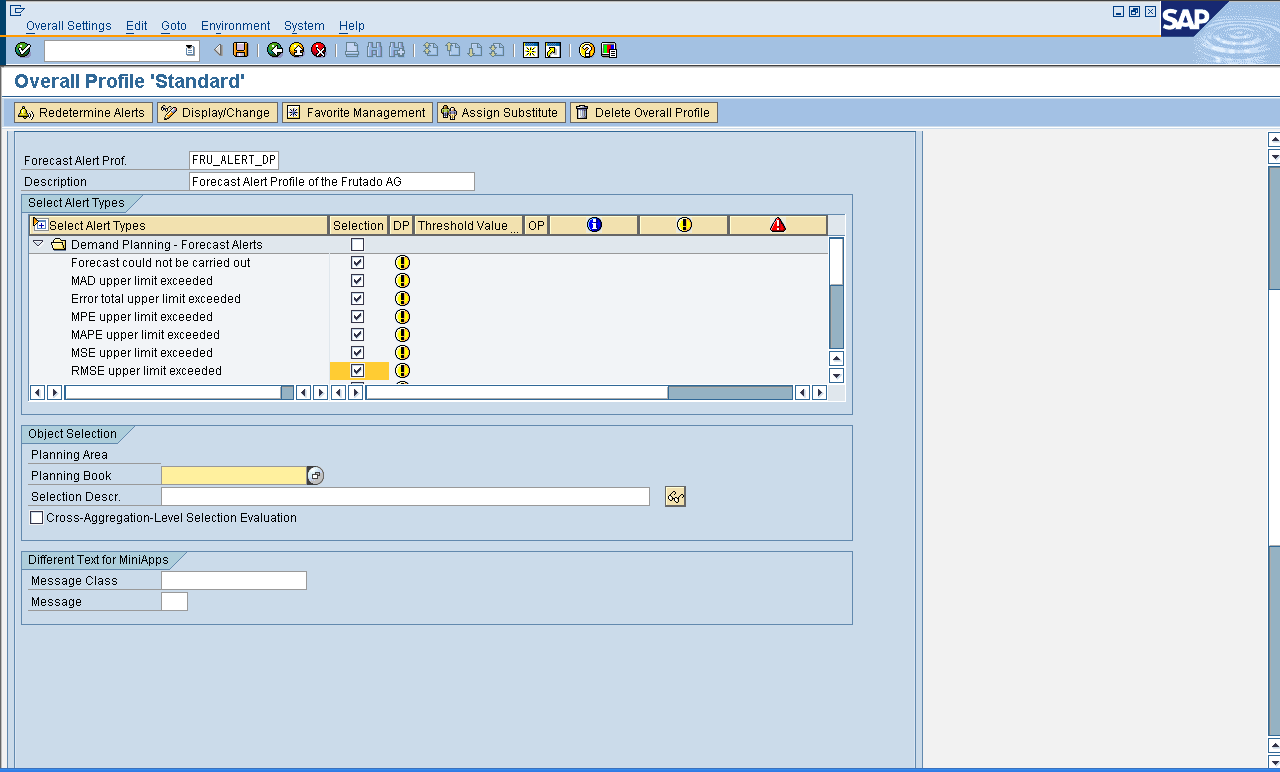 Overall Settings Edit Goto Environment System Help
SAP
Overall Profile 'Standard'
Redetermine Alerts Display/Change Favorite Management Assign Substitute Delete Overall Profile
Forecast Alert Prof. FRU_ALERT_DP
Description Forecast Alert Profile of the Frutado AG
Select Alert Types
Select Alert Types Selection DP Threshold Value ... OP
Demand Planning - Forecast Alerts
Forecast could not be carried out
MAD upper limit exceeded
Error total upper limit exceeded
MPE upper limit exceeded
MAPE upper limit exceeded
MSE upper limit exceeded
RMSE upper limit exceeded
Object Selection
Planning Area
Planning Book
Selection Descr.
Cross-Aggregation-Level Selection Evaluation
Different Text for MiniApps
Message Class
Message